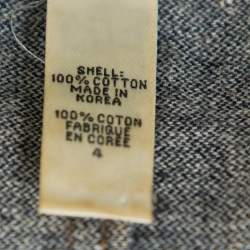 SHELL:
100% COTTON
MADE IN
KOREA
100% COTON
FABRIQUE
EN COREE
4